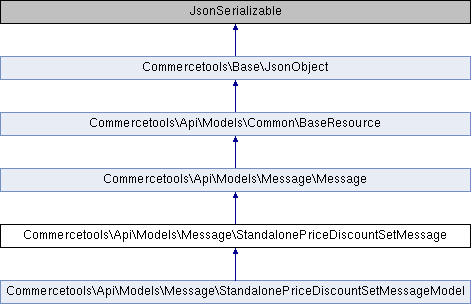 JsonSerializable
Commercetools\Base\JsonObject
Commercetools\Api\Models\Common\BaseResource
Commercetools\Api\Models\Message\Message
Commercetools\Api\Models\Message\StandalonePriceDiscountSetMessage
Commercetools\Api\Models\Message\StandalonePriceDiscountSetMessageModel